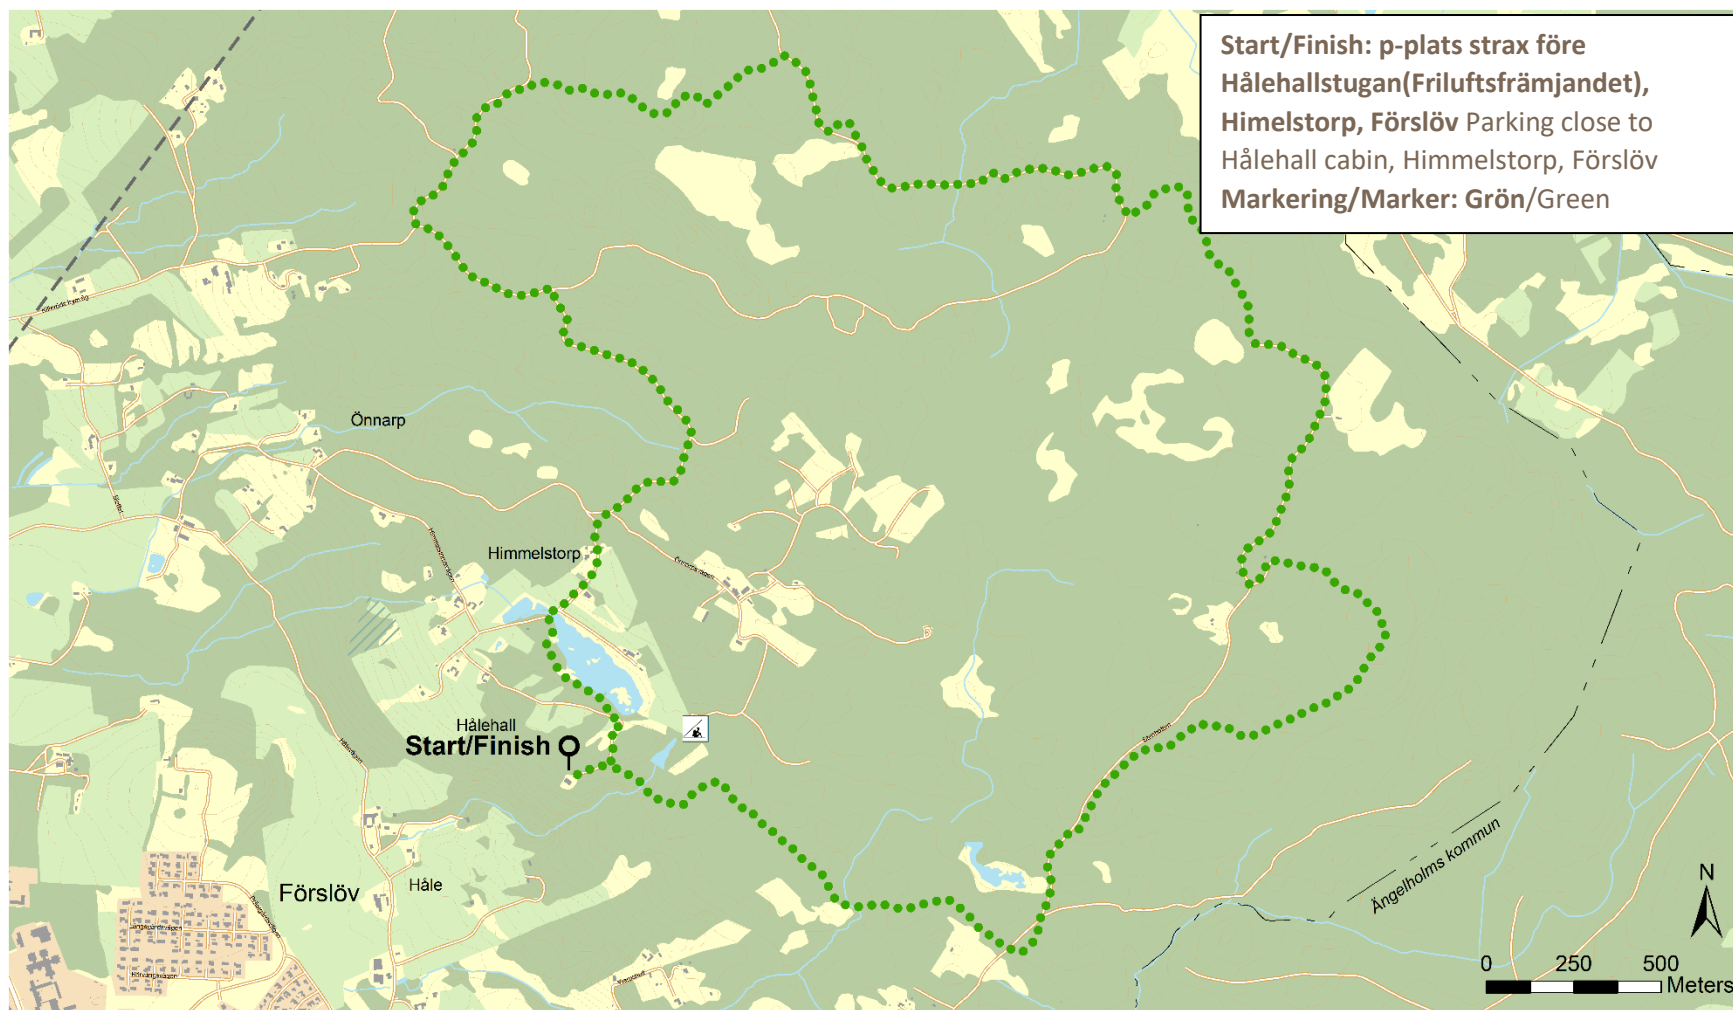 Start/Finish: p-plats strax före
Hålehallstugan(Friluftsfrämjandet),
Himelstorp, Förslöv Parking close to
Hålehall cabin, Himmelstorp, Förslöv
Markering/Marker: Grön/Green
Önnarp
Himmelstorp
Hålehall
Start/Finish
Förslöv
Håle
Ängelholms kommun
N
0 250 500
Meters